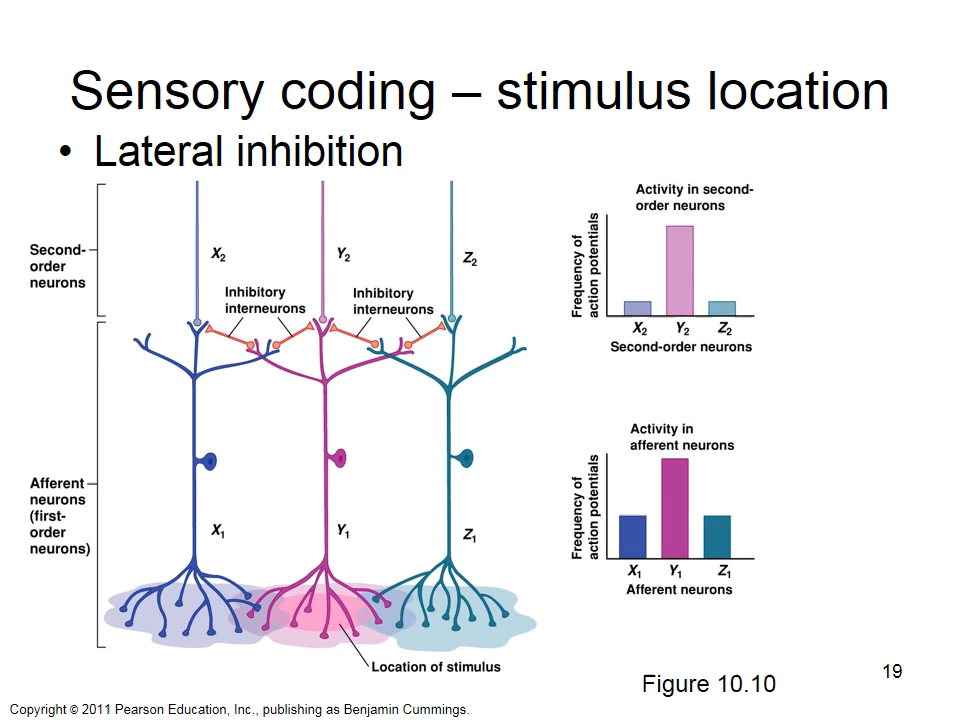 Sensory coding – stimulus location
• Lateral inhibition
Second-
order
neurons
X2
Y2
Z2
Inhibitory
interneurons
Inhibitory
interneurons
Afferent
neurons
(first-
order
neurons)
X1
Y1
Z1
Location of stimulus
Activity in second-
order neurons
Frequency of
action potentials
X2 Y2 Z2
Second-order neurons
Activity in
afferent neurons
Frequency of
action potentials
X1 Y1 Z1
Afferent neurons
Figure 10.10
19
Copyright © 2011 Pearson Education, Inc., publishing as Benjamin Cummings.